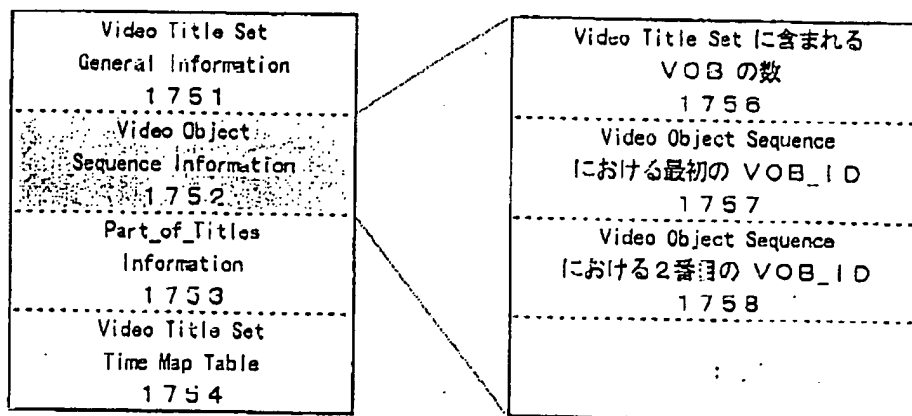 Video Title Set
General Information
1751
Video Object
Sequence Information
1752
Part_of_Titles
Information
1753
Video Title Set
Time Map Table
1754
Video Title Set に含まれる
VOB の数
1756
Video Object Sequence
における最初の VOB_ID
1757
Video Object Sequence
における2番目の VOB_ID
1758
: